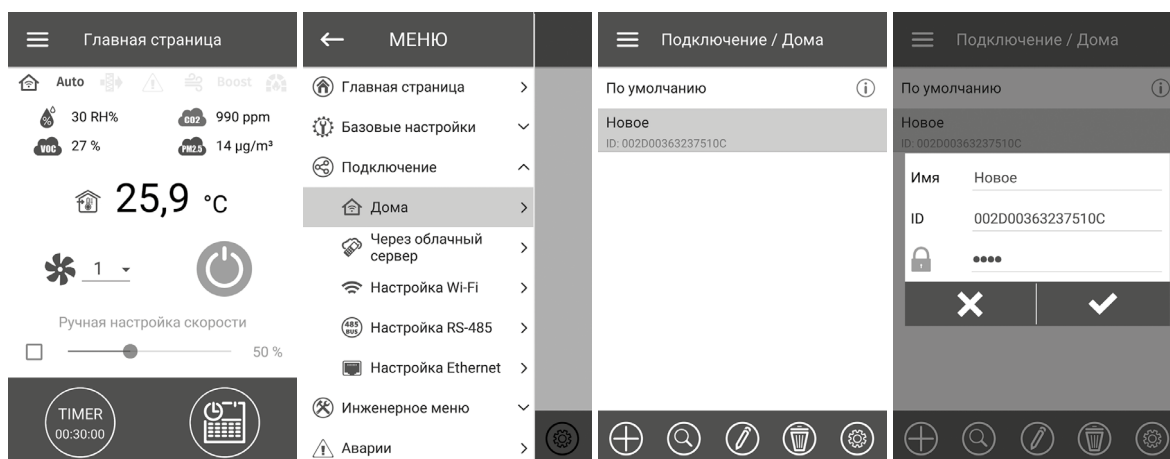 Главная страница
Auto
Boost
30 RH%
CO2
990 ppm
VOC
27 %
PM2.5
14 µg/m³
25,9 °C
1
Ручная настройка скорости
50 %
TIMER
00:30:00
МЕНЮ
Главная страница
Базовые настройки
Подключение
Дома
Через облачный
сервер
Настройка Wi-Fi
485
BUS
Настройка RS-485
Настройка Ethernet
Инженерное меню
Аварии
Подключение / Дома
По умолчанию
Новое
ID: 002D00363237510C
Подключение / Дома
По умолчанию
Новое
ID: 002D00363237510C
Имя Новое
ID 002D00363237510C